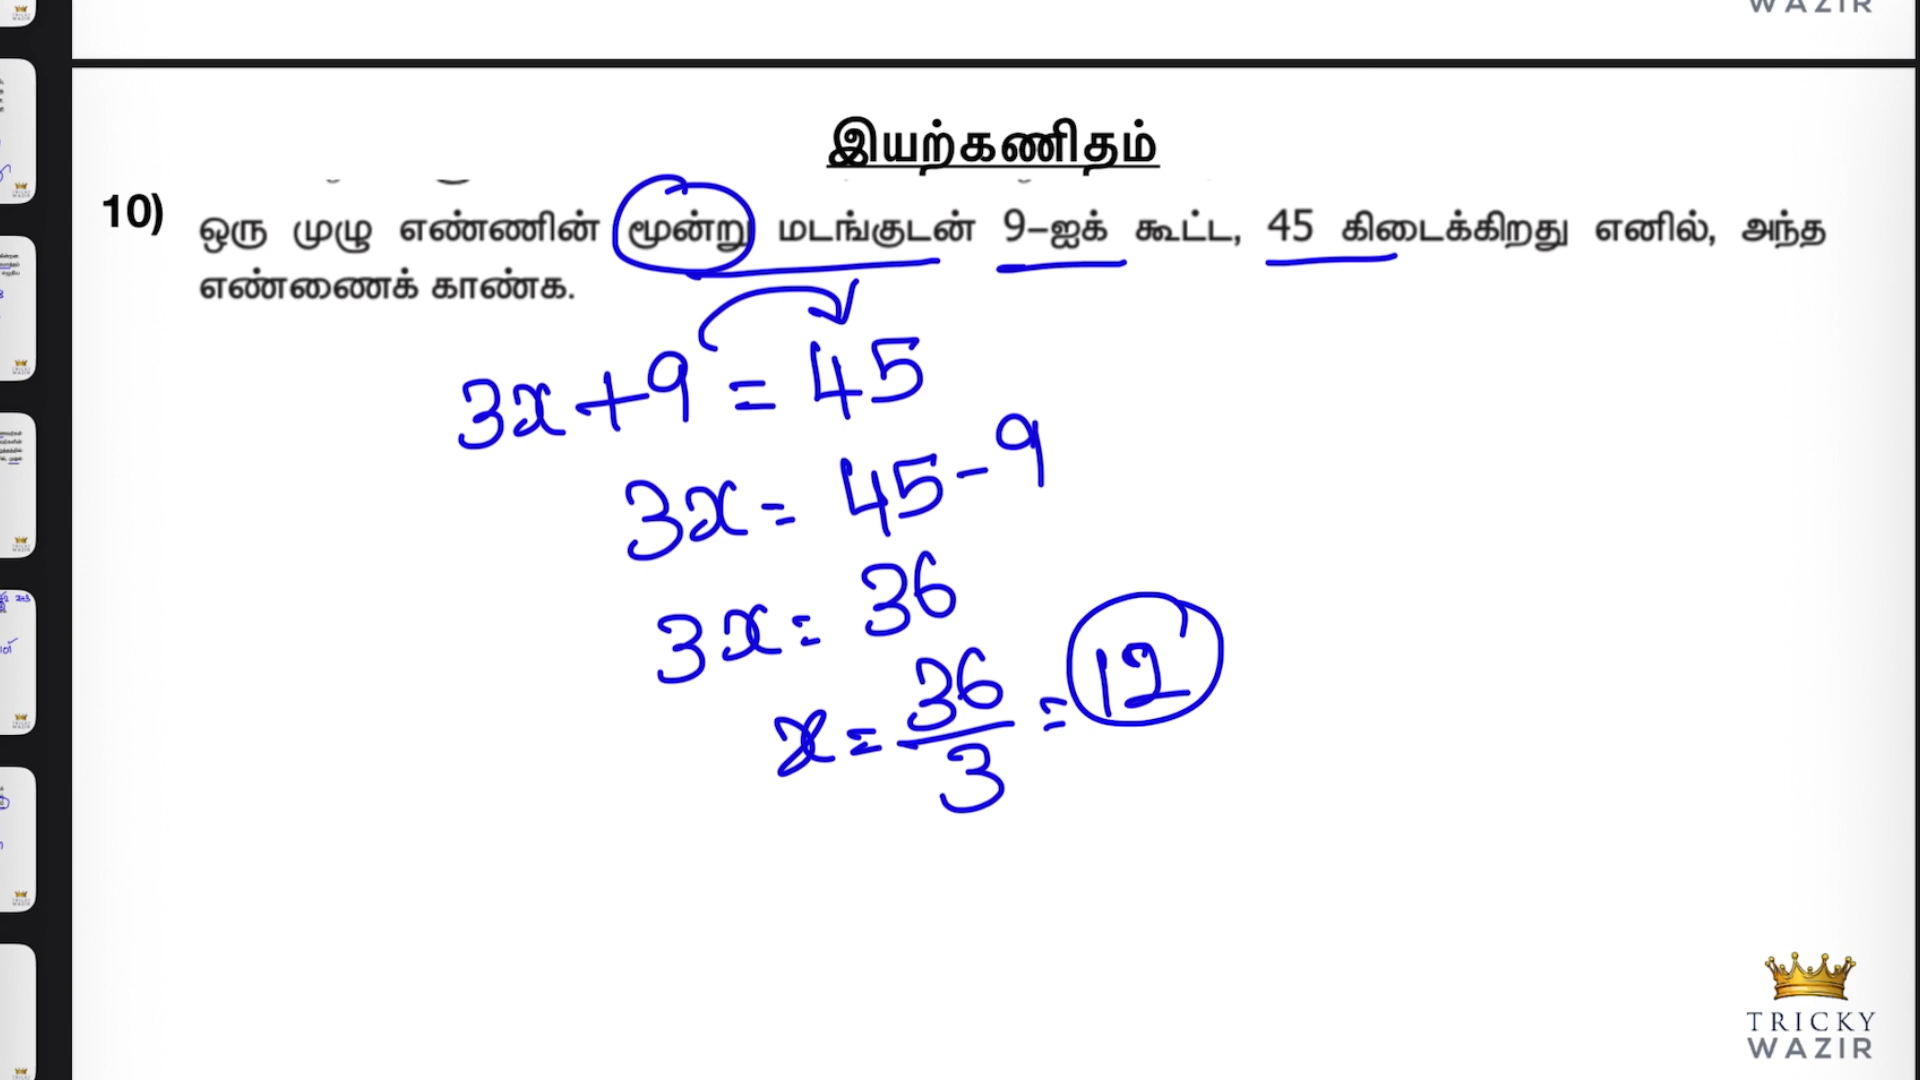 WAZIR
இயற்கணிதம்
10) ஒரு முழு எண்ணின் மூன்று மடங்குடன் 9–ஐக் கூட்ட, 45 கிடைக்கிறது எனில், அந்த
எண்ணைக் காண்க.
3x+9 = 45
3x = 45-9
3x = 36
x = 36/3 = 12
TRICKY
WAZIR